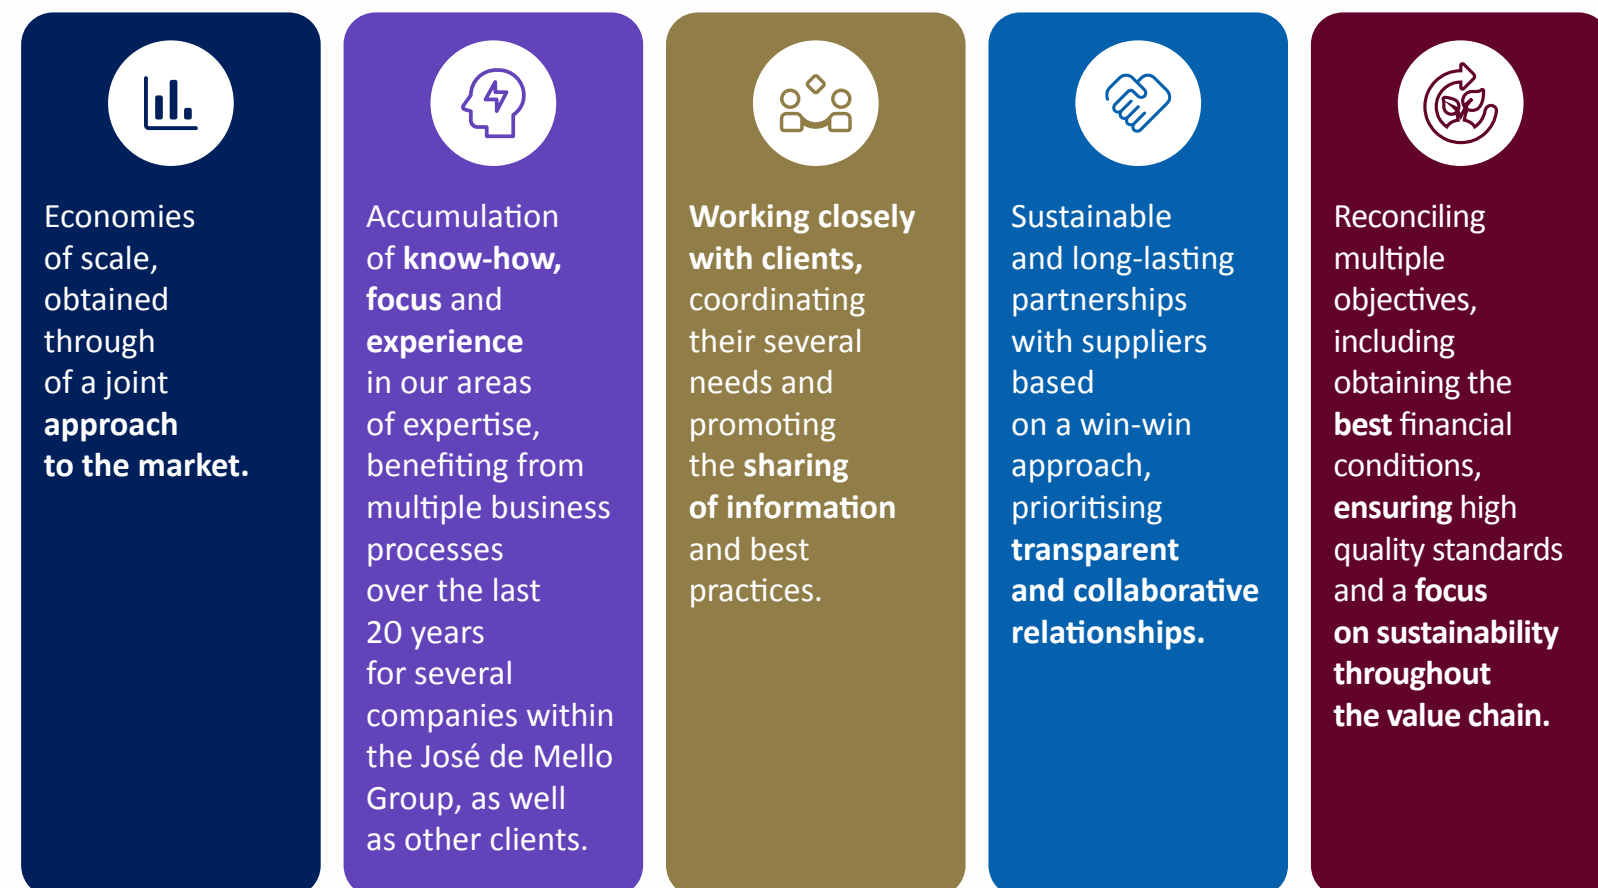 Economies
of scale,
obtained
through
of a joint
approach
to the market.
Accumulation
of know-how,
focus and
experience
in our areas
of expertise,
benefiting from
multiple business
processes
over the last
20 years
for several
companies within
the José de Mello
Group, as well
as other clients.
Working closely
with clients,
coordinating
their several
needs and
promoting
the sharing
of information
and best
practices.
Sustainable
and long-lasting
partnerships
with suppliers
based
on a win-win
approach,
prioritising
transparent
and collaborative
relationships.
Reconciling
multiple
objectives,
including
obtaining the
best financial
conditions,
ensuring high
quality standards
and a focus
on sustainability
throughout
the value chain.